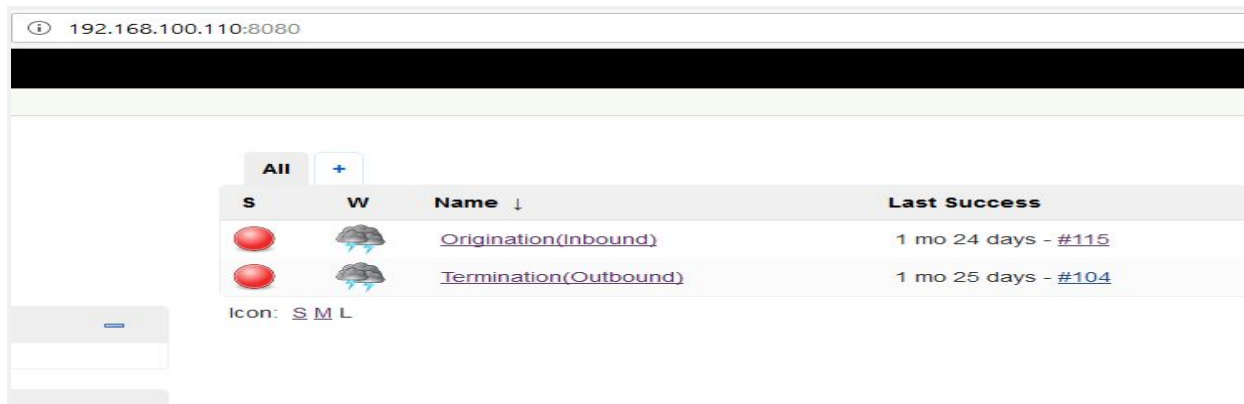 192.168.100.110:8080
All +
S W Name ↓ Last Success
Origination(Inbound) 1 mo 24 days - #115
Termination(Outbound) 1 mo 25 days - #104
Icon: S M L